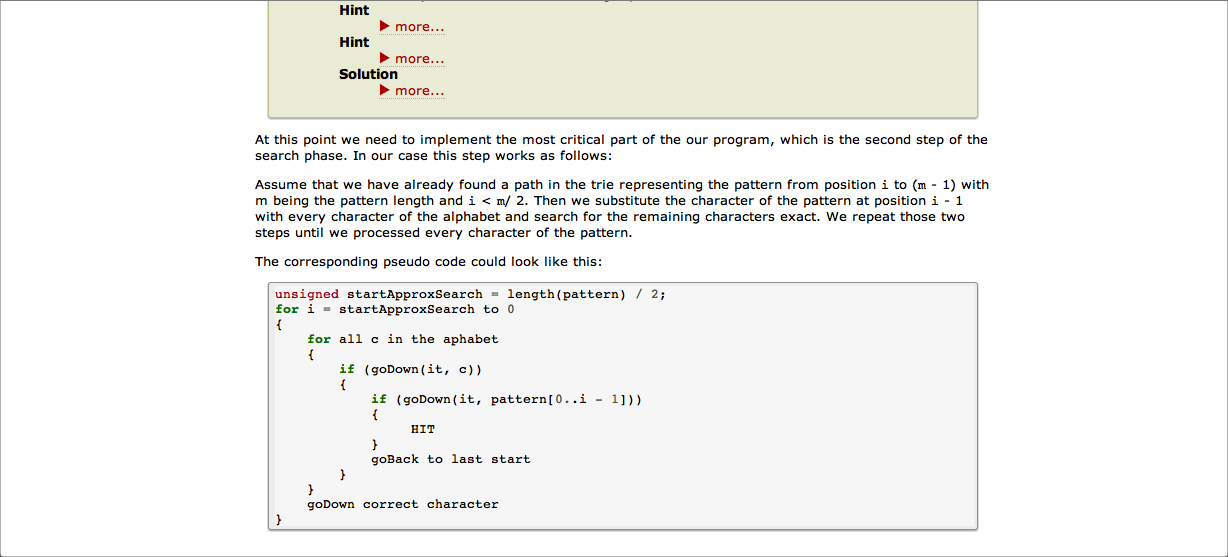 Hint
▶ more...
Hint
▶ more...
Solution
▶ more...
At this point we need to implement the most critical part of the our program, which is the second step of the
search phase. In our case this step works as follows:
Assume that we have already found a path in the trie representing the pattern from position i to (m - 1) with
m being the pattern length and i < m/ 2. Then we substitute the character of the pattern at position i - 1
with every character of the alphabet and search for the remaining characters exact. We repeat those two
steps until we processed every character of the pattern.
The corresponding pseudo code could look like this:
unsigned startApproxSearch = length(pattern) / 2;
for i = startApproxSearch to 0
{
    for all c in the aphabet
    {
        if (goDown(it, c))
        {
            if (goDown(it, pattern[0..i - 1]))
            {
                 HIT
            }
            goBack to last start
        }
    }
    goDown correct character
}